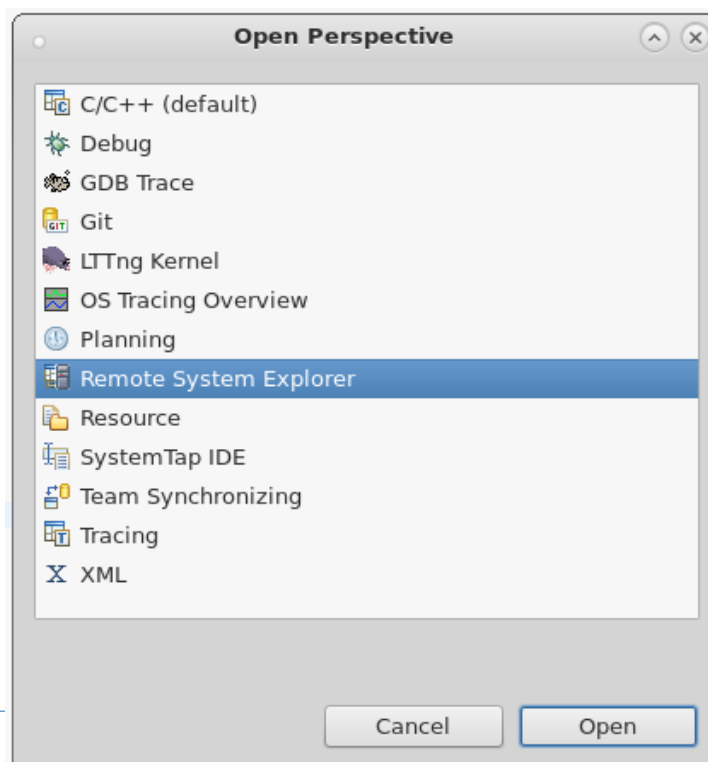 Open Perspective
C/C++ (default)
Debug
GDB Trace
Git
LTTng Kernel
OS Tracing Overview
Planning
Remote System Explorer
Resource
SystemTap IDE
Team Synchronizing
Tracing
XML
Cancel
Open